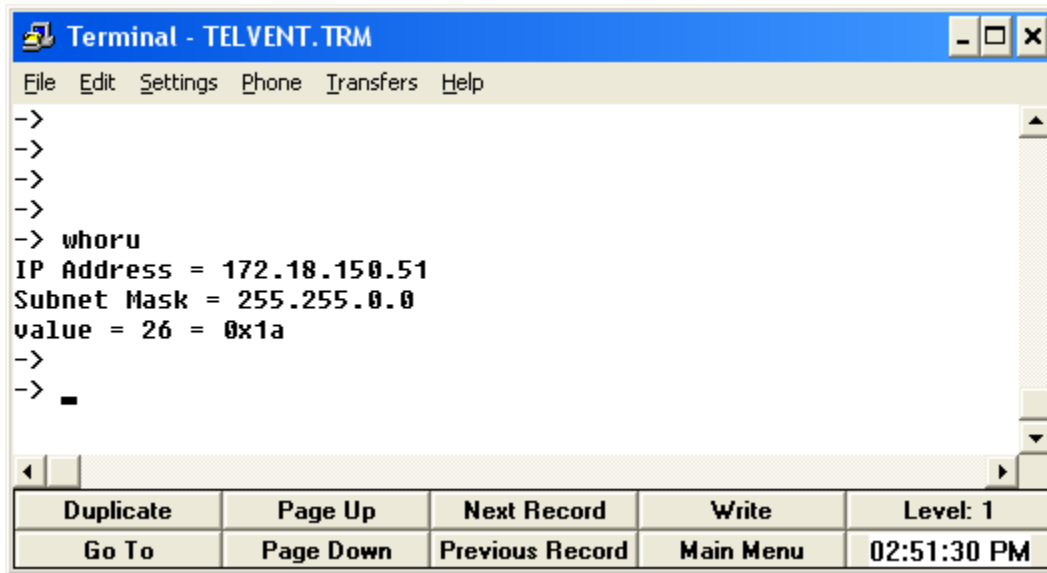 Terminal - TELVENT.TRM
File Edit Settings Phone Transfers Help
->
->
->
->
-> whoru
IP Address = 172.18.150.51
Subnet Mask = 255.255.0.0
value = 26 = 0x1a
->
->
Duplicate Page Up Next Record Write Level: 1
Go To Page Down Previous Record Main Menu 02:51:30 PM